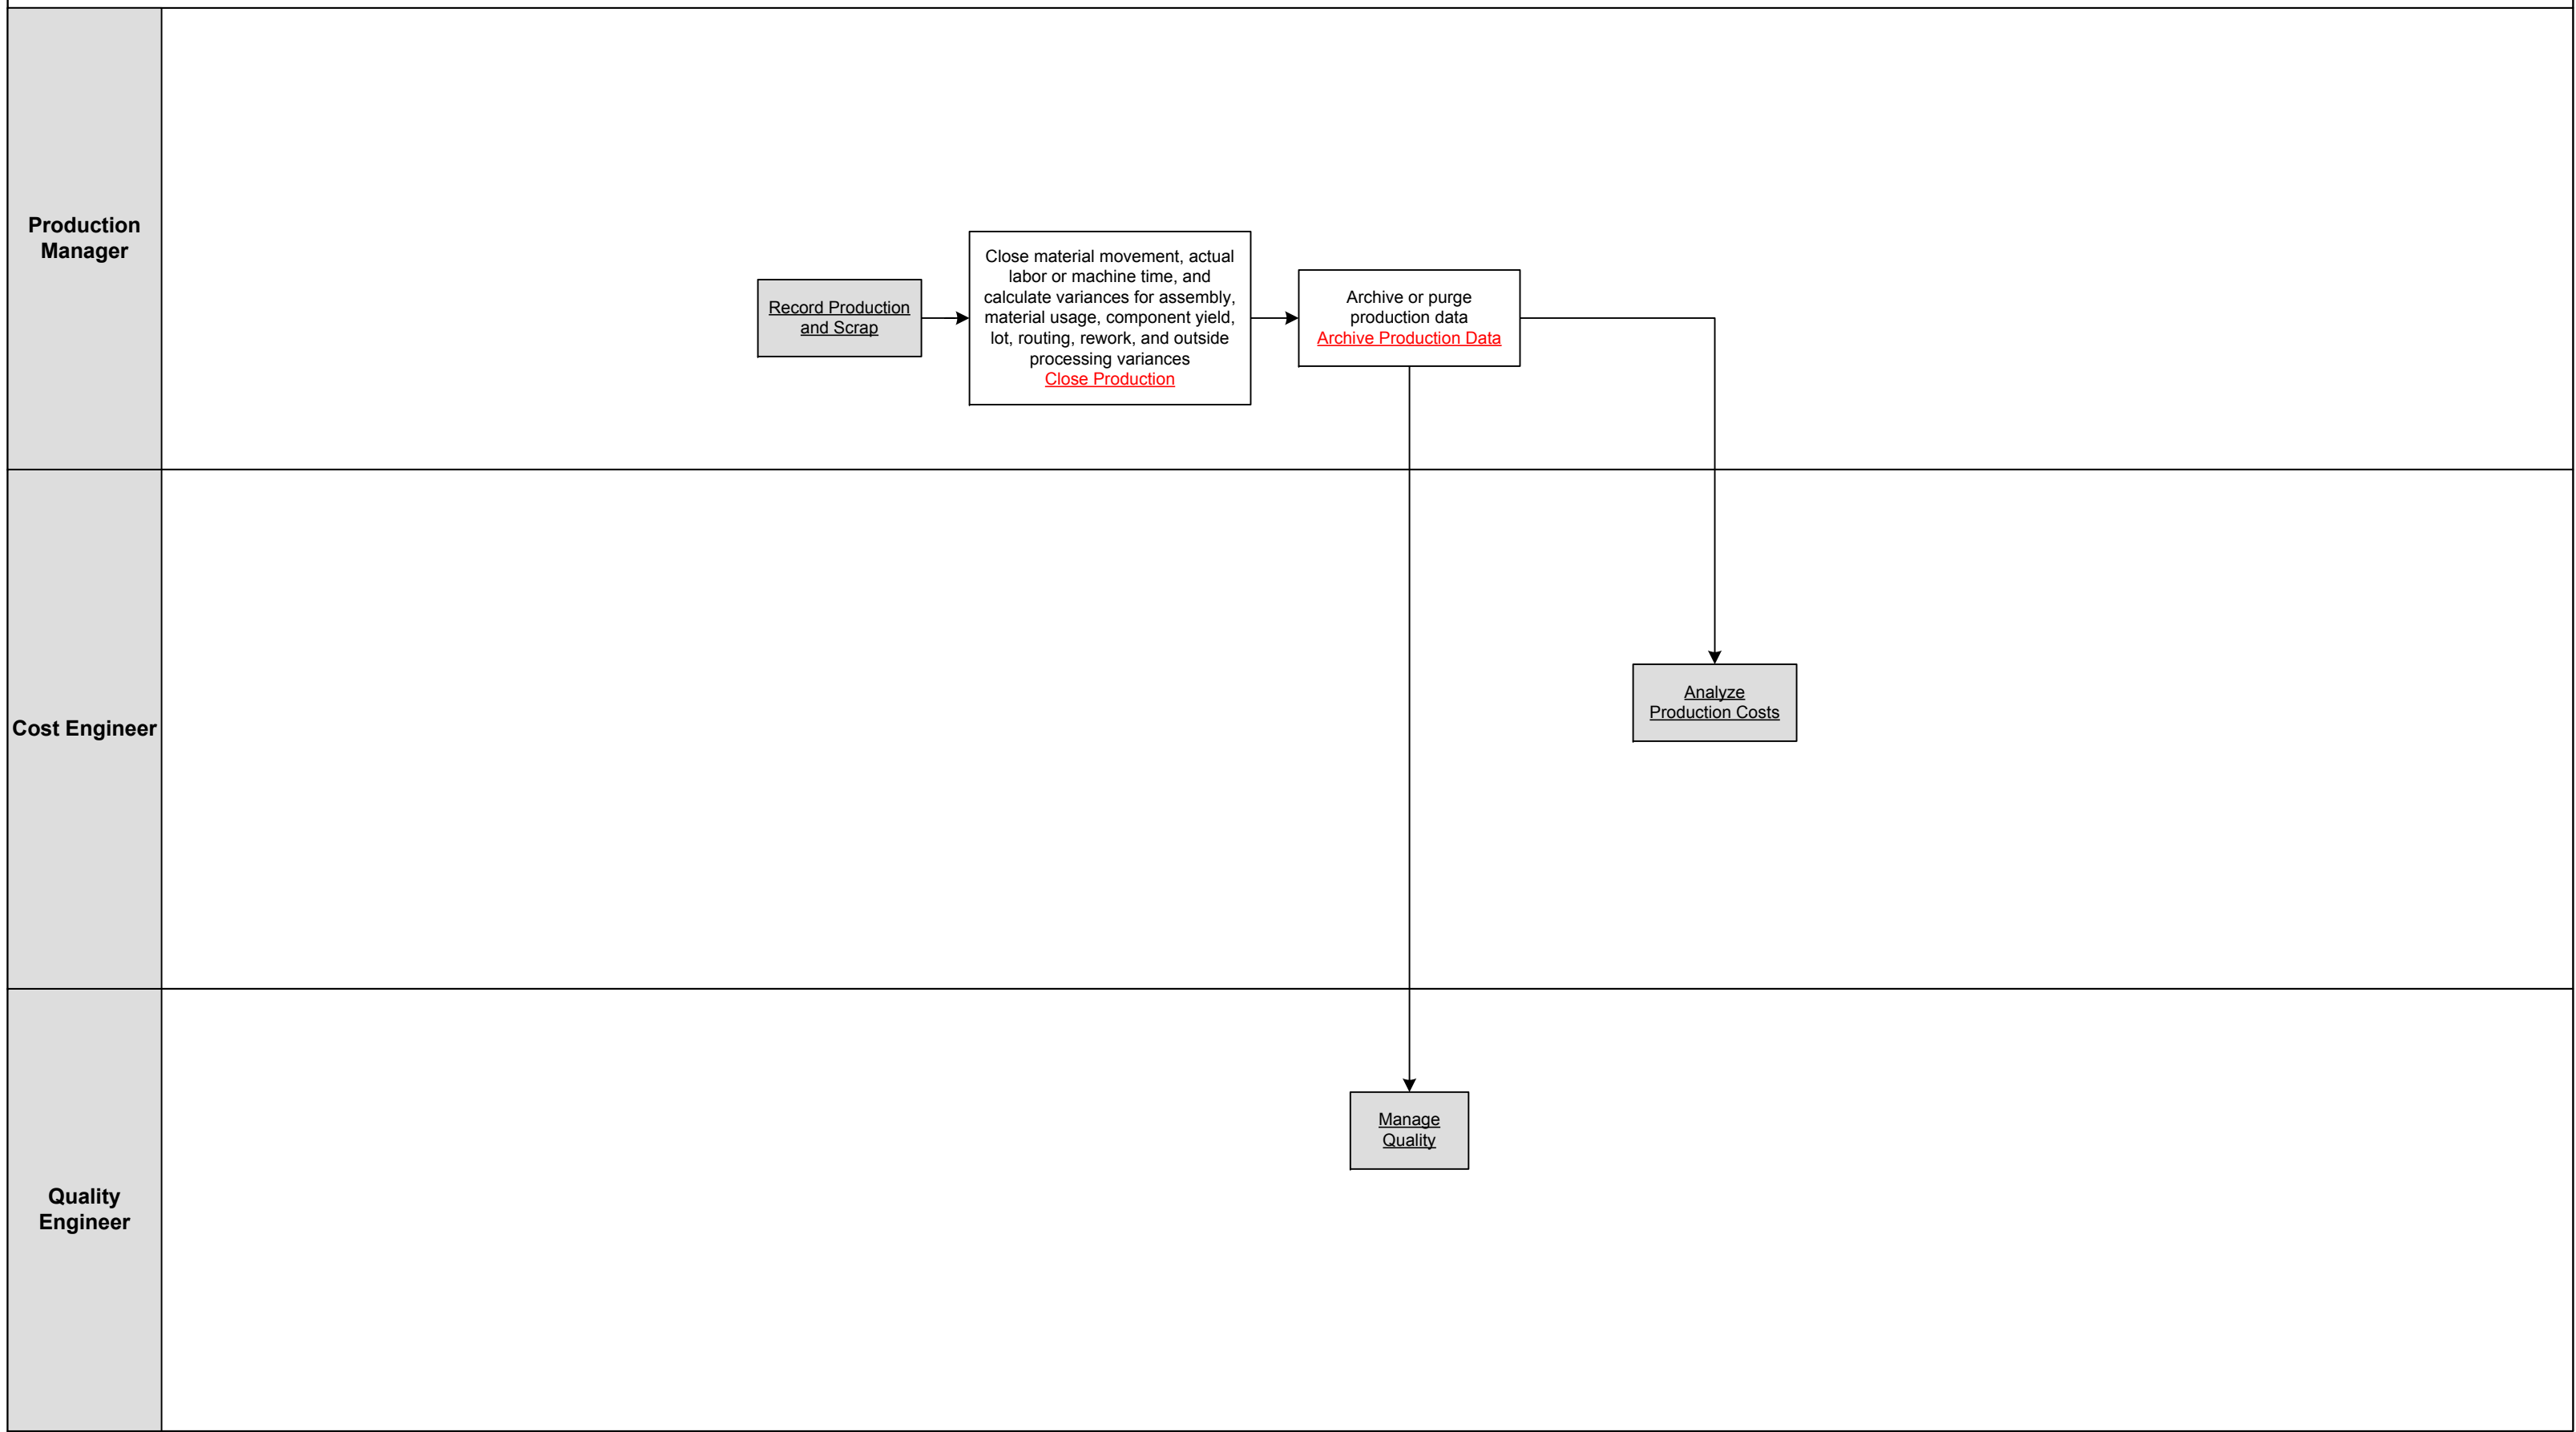 Production
Manager
Record Production
and Scrap
Close material movement, actual
labor or machine time, and
calculate variances for assembly,
material usage, component yield,
lot, routing, rework, and outside
processing variances
Close Production
Archive or purge
production data
Archive Production Data
Cost Engineer
Analyze
Production Costs
Quality
Engineer
Manage
Quality